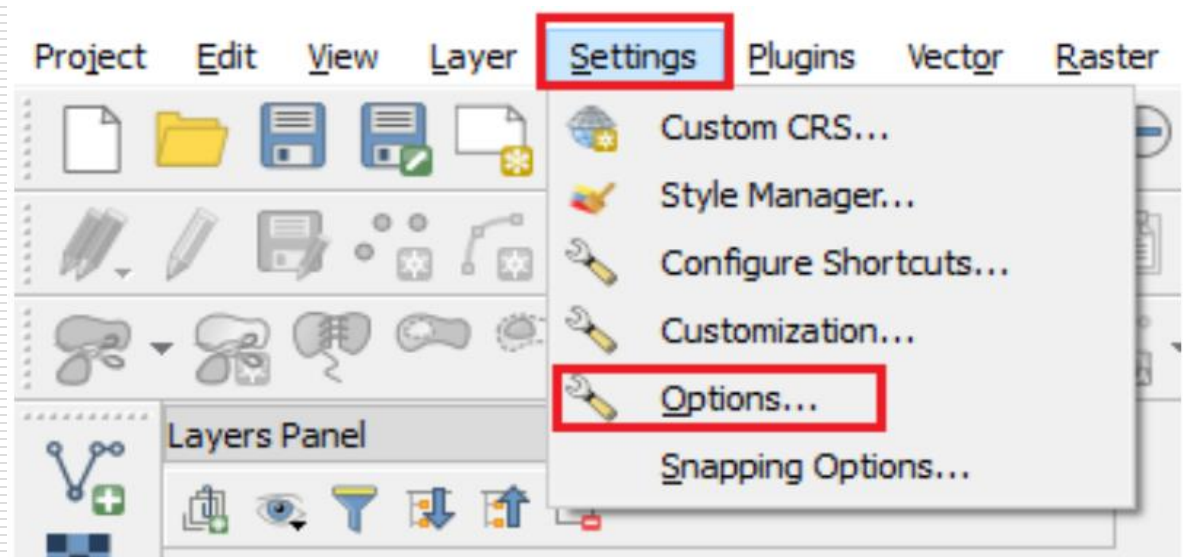 Project Edit View Layer Settings Plugins Vector Raster
Custom CRS...
Style Manager...
Configure Shortcuts...
Customization...
Options...
Layers Panel
Snapping Options...